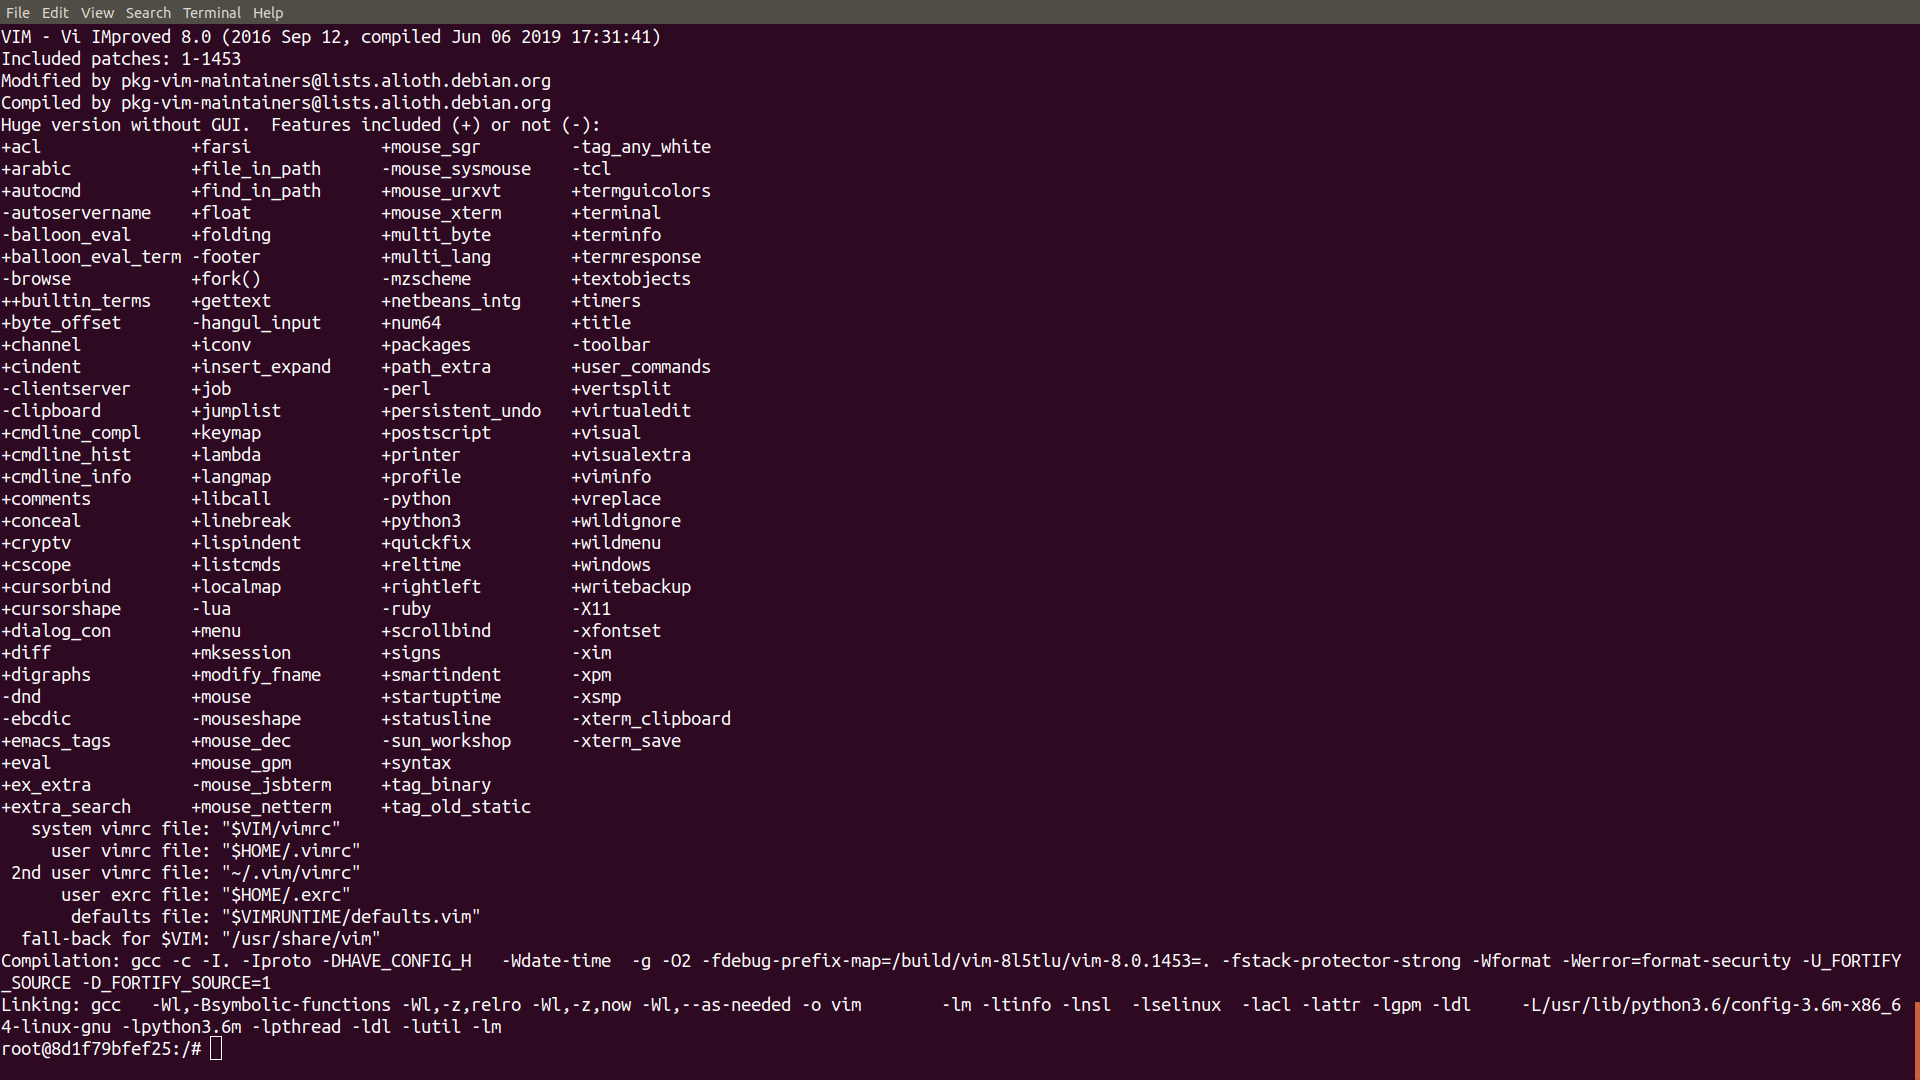 File Edit View Search Terminal Help
VIM - Vi IMproved 8.0 (2016 Sep 12, compiled Jun 06 2019 17:31:41)
Included patches: 1-1453
Modified by pkg-vim-maintainers@lists.alioth.debian.org
Compiled by pkg-vim-maintainers@lists.alioth.debian.org
Huge version without GUI.  Features included (+) or not (-):
+acl               +farsi             +mouse_sgr         -tag_any_white
+arabic            +file_in_path      -mouse_sysmouse    -tcl
+autocmd           +find_in_path      +mouse_urxvt       +termguicolors
-autoservername    +float             +mouse_xterm       +terminal
-balloon_eval      +folding           +multi_byte        +terminfo
+balloon_eval_term -footer            +multi_lang        +termresponse
-browse            +fork()            -mzscheme          +textobjects
++builtin_terms    +gettext           +netbeans_intg     +timers
+byte_offset       -hangul_input      +num64             +title
+channel           +iconv             +packages          -toolbar
+cindent           +insert_expand     +path_extra        +user_commands
-clientserver      +job               -perl              +vertsplit
-clipboard         +jumplist          +persistent_undo   +virtualedit
+cmdline_compl     +keymap            +postscript        +visual
+cmdline_hist      +lambda            +printer           +visualextra
+cmdline_info      +langmap           +profile           +viminfo
+comments          +libcall           -python            +vreplace
+conceal           +linebreak         +python3           +wildignore
+cryptv            +lispindent        +quickfix          +wildmenu
+cscope            +listcmds          +reltime           +windows
+cursorbind        +localmap          +rightleft         +writebackup
+cursorshape       -lua               -ruby              -X11
+dialog_con        +menu              +scrollbind        -xfontset
+diff              +mksession         +signs             -xim
+digraphs          +modify_fname      +smartindent       -xpm
-dnd               +mouse             +startuptime       -xsmp
-ebcdic            -mouseshape        +statusline        -xterm_clipboard
+emacs_tags        +mouse_dec         -sun_workshop      -xterm_save
+eval              +mouse_gpm         +syntax
+ex_extra          -mouse_jsbterm     +tag_binary
+extra_search      +mouse_netterm     +tag_old_static
   system vimrc file: "$VIM/vimrc"
     user vimrc file: "$HOME/.vimrc"
 2nd user vimrc file: "~/.vim/vimrc"
      user exrc file: "$HOME/.exrc"
       defaults file: "$VIMRUNTIME/defaults.vim"
  fall-back for $VIM: "/usr/share/vim"
Compilation: gcc -c -I. -Iproto -DHAVE_CONFIG_H   -Wdate-time  -g -O2 -fdebug-prefix-map=/build/vim-8l5tlu/vim-8.0.1453=. -fstack-protector-strong -Wformat -Werror=format-security -U_FORTIFY
_SOURCE -D_FORTIFY_SOURCE=1
Linking: gcc   -Wl,-Bsymbolic-functions -Wl,-z,relro -Wl,-z,now -Wl,--as-needed -o vim        -lm -ltinfo -lnsl  -lselinux  -lacl -lattr -lgpm -ldl     -L/usr/lib/python3.6/config-3.6m-x86_6
4-linux-gnu -lpython3.6m -lpthread -ldl -lutil -lm
root@8d1f79bfef25:/#